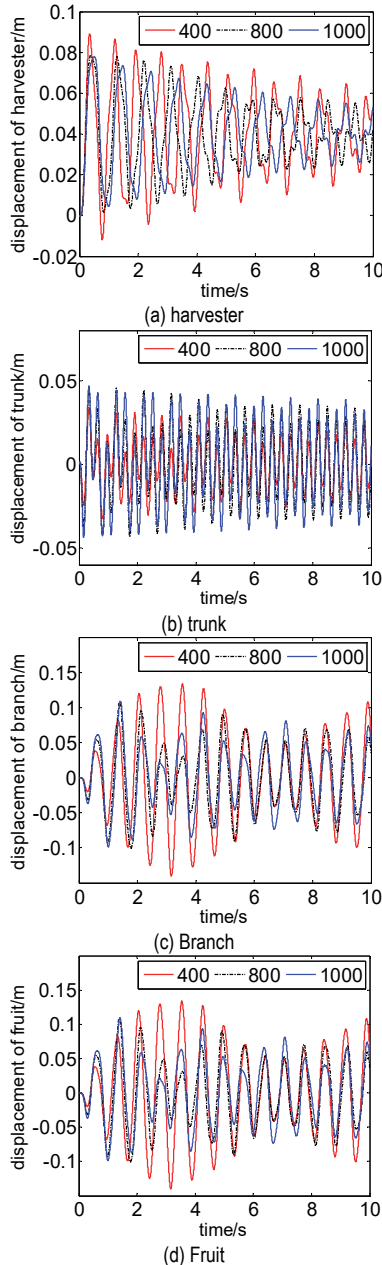 0.1
400 800 1000
0.08
0.06
0.04
0.02
0
-0.02
displacement of harvester/m
0 2 4 6 8 10
time/s
(a) harvester
400 800 1000
0.05
0
-0.05
displacement of trunk/m
0 2 4 6 8 10
time/s
(b) trunk
400 800 1000
0.15
0.1
0.05
0
-0.05
-0.1
displacement of branch/m
0 2 4 6 8 10
time/s
(c) Branch
400 800 1000
0.15
0.1
0.05
0
-0.05
-0.1
displacement of fruit/m
0 2 4 6 8 10
time/s
(d) Fruit